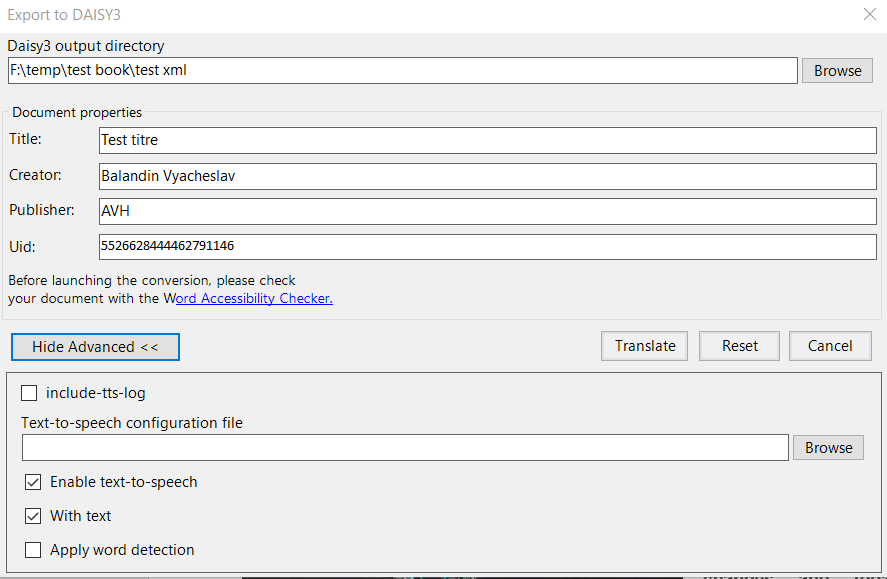 Export to DAISY3
Daisy3 output directory
F:\temp\test book\test xml
Browse
Document properties
Title:
Test titre
Creator:
Balandin Vyacheslav
Publisher:
AVH
Uid:
5526628444462791146
Before launching the conversion, please check
your document with the Word Accessibility Checker.
Hide Advanced <<
Translate
Reset
Cancel
include-tts-log
Text-to-speech configuration file
Browse
Enable text-to-speech
With text
Apply word detection